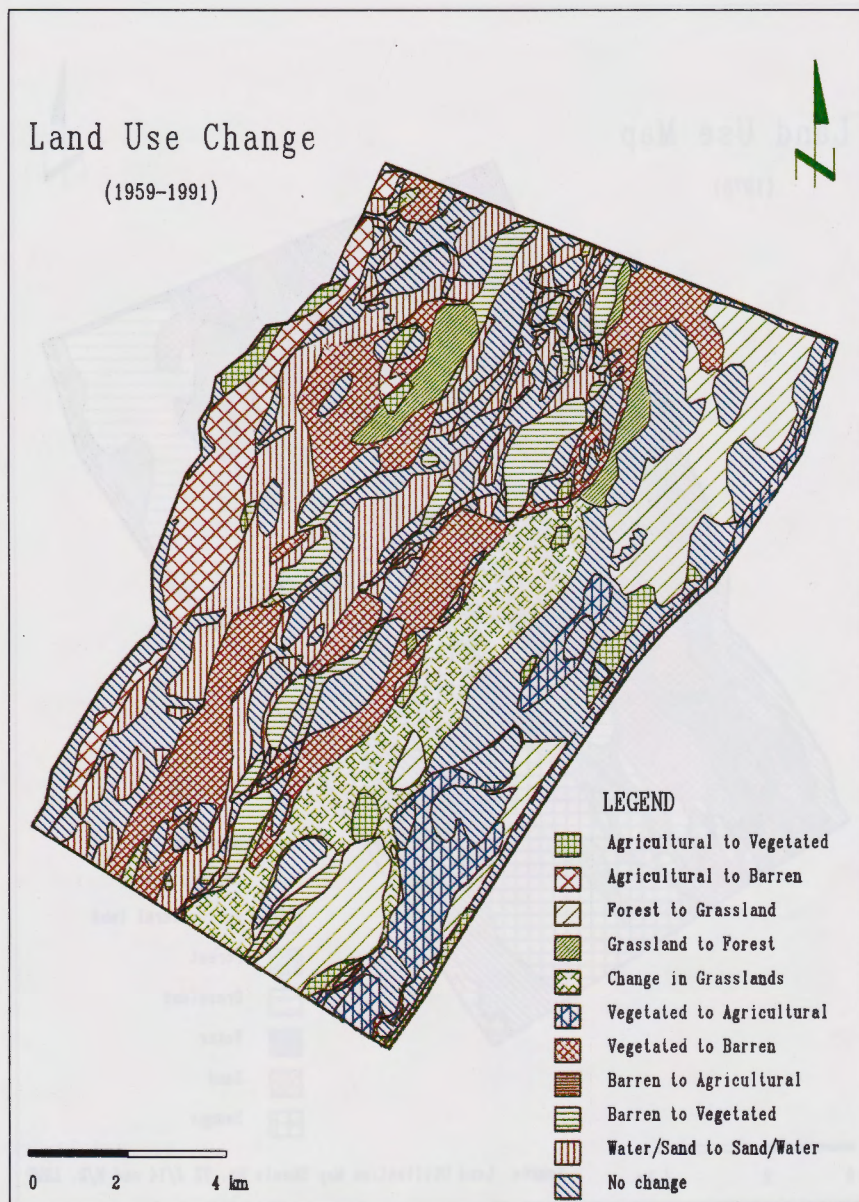 Land Use Change
(1959-1991)
N
LEGEND
Agricultural to Vegetated
Agricultural to Barren
Forest to Grassland
Grassland to Forest
Change in Grasslands
Vegetated to Agricultural
Vegetated to Barren
Barren to Agricultural
Barren to Vegetated
Water/Sand to Sand/Water
No change
0 2 4 km